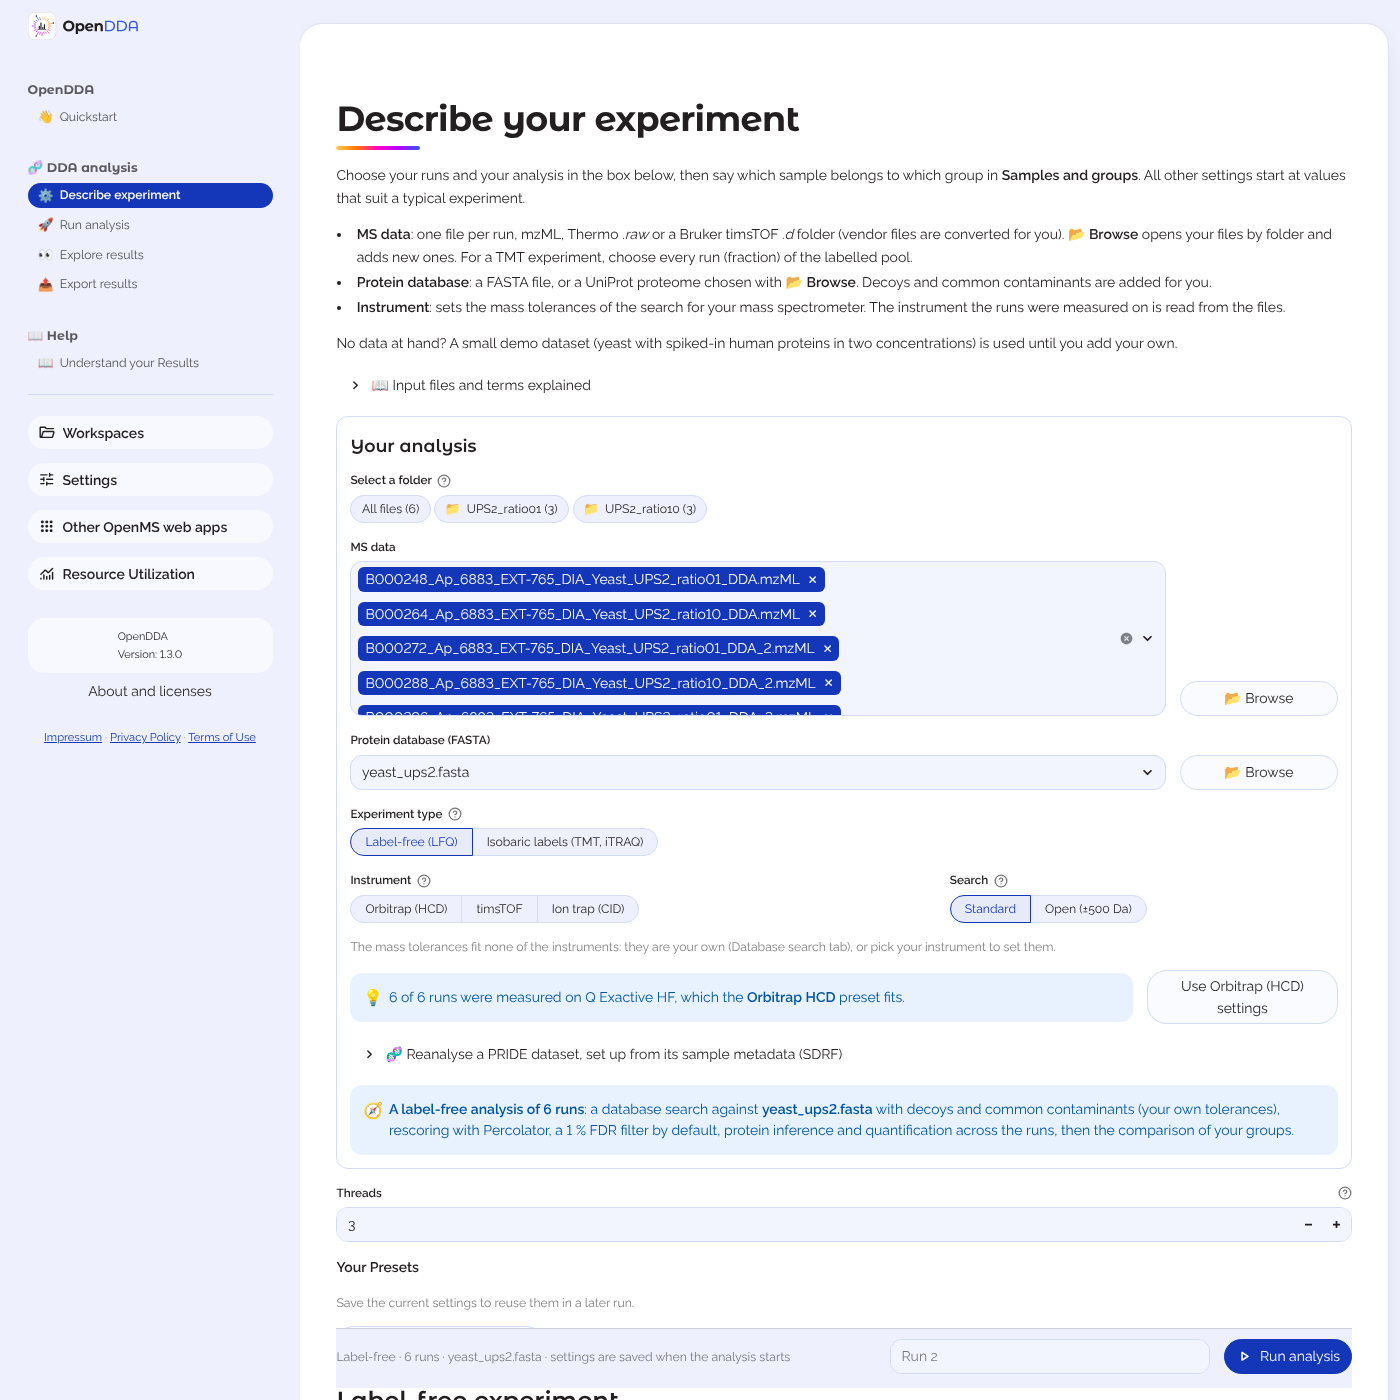 OpenDDA
OpenDDA
👋 Quickstart
🧬 DDA analysis
⚙️ Describe experiment
🚀 Run analysis
👀 Explore results
📤 Export results
📖 Help
📖 Understand your Results
Workspaces
Settings
Other OpenMS web apps
Resource Utilization
OpenDDA
Version: 1.3.0
About and licenses
Impressum · Privacy Policy · Terms of Use
Describe your experiment
Choose your runs and your analysis in the box below, then say which sample belongs to which group in Samples and groups. All other settings start at values
that suit a typical experiment.
• MS data: one file per run, mzML, Thermo .raw or a Bruker timsTOF .d folder (vendor files are converted for you). 📂 Browse opens your files by folder and
adds new ones. For a TMT experiment, choose every run (fraction) of the labelled pool.
• Protein database: a FASTA file, or a UniProt proteome chosen with 📂 Browse. Decoys and common contaminants are added for you.
• Instrument: sets the mass tolerances of the search for your mass spectrometer. The instrument the runs were measured on is read from the files.
No data at hand? A small demo dataset (yeast with spiked-in human proteins in two concentrations) is used until you add your own.
📖 Input files and terms explained
Your analysis
Select a folder
All files (6) 📁 UPS2_ratio01 (3) 📁 UPS2_ratio10 (3)
MS data
B000248_Ap_6883_EXT-765_DIA_Yeast_UPS2_ratio01_DDA.mzML ×
B000264_Ap_6883_EXT-765_DIA_Yeast_UPS2_ratio10_DDA.mzML ×
B000272_Ap_6883_EXT-765_DIA_Yeast_UPS2_ratio01_DDA_2.mzML ×
B000288_Ap_6883_EXT-765_DIA_Yeast_UPS2_ratio10_DDA_2.mzML ×
📂 Browse
Protein database (FASTA)
yeast_ups2.fasta
📂 Browse
Experiment type
Label-free (LFQ) Isobaric labels (TMT, iTRAQ)
Instrument
Orbitrap (HCD) timsTOF Ion trap (CID)
Search
Standard Open (±500 Da)
The mass tolerances fit none of the instruments: they are your own (Database search tab), or pick your instrument to set them.
💡 6 of 6 runs were measured on Q Exactive HF, which the Orbitrap HCD preset fits.
Use Orbitrap (HCD)
settings
🧬 Reanalyse a PRIDE dataset, set up from its sample metadata (SDRF)
🧭 A label-free analysis of 6 runs: a database search against yeast_ups2.fasta with decoys and common contaminants (your own tolerances),
rescoring with Percolator, a 1 % FDR filter by default, protein inference and quantification across the runs, then the comparison of your groups.
Threads
3
Your Presets
Save the current settings to reuse them in a later run.
Label-free · 6 runs · yeast_ups2.fasta · settings are saved when the analysis starts
Run 2
Run analysis
Label-free experiment